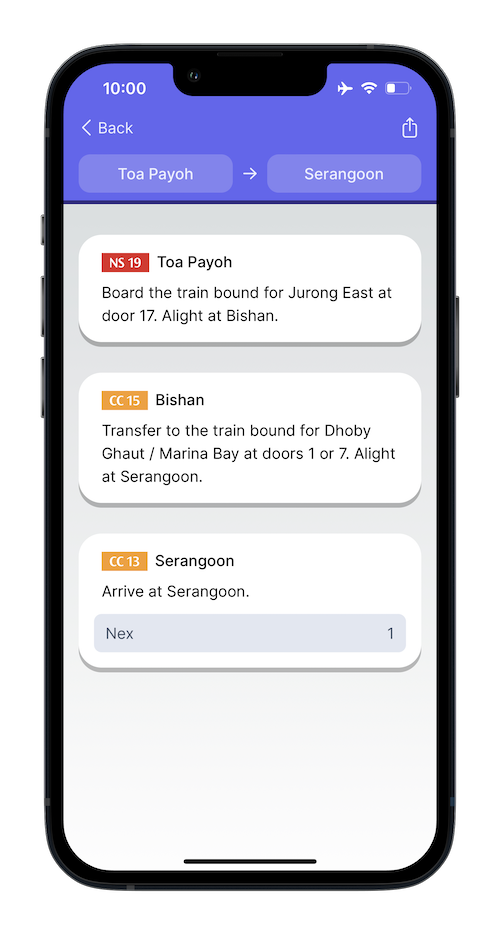 10:00
Back
Toa Payoh → Serangoon
NS 19 Toa Payoh
Board the train bound for Jurong East at
door 17. Alight at Bishan.
CC 15 Bishan
Transfer to the train bound for Dhoby
Ghaut / Marina Bay at doors 1 or 7. Alight
at Serangoon.
CC 13 Serangoon
Arrive at Serangoon.
Nex 1